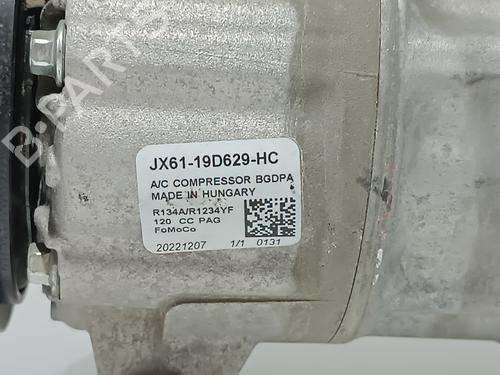 B-PARTS
JX61-19D629-HC
A/C COMPRESSOR BGDPA
MADE IN HUNGARY
R134A/R1234YF
120 CC PAG
FoMoCo
20221207 1/1 0131